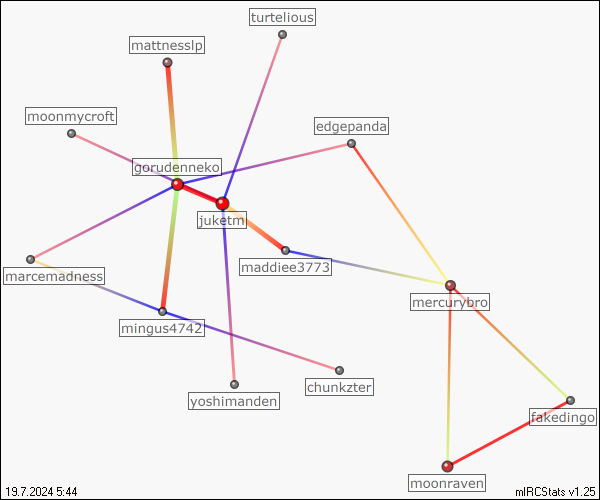 turtelious
mattnesslp
moonmycroft
edgepanda
gorudenneko
juketm
maddiee3773
marcemadness
mercurybro
mingus4742
chunkzter
yoshimanden
fakedingo
moonraven
19.7.2024 5:44
mIRCStats v1.25